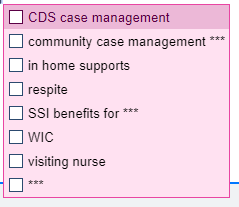 CDS case management
community case management ***
in home supports
respite
SSI benefits for ***
WIC
visiting nurse
***